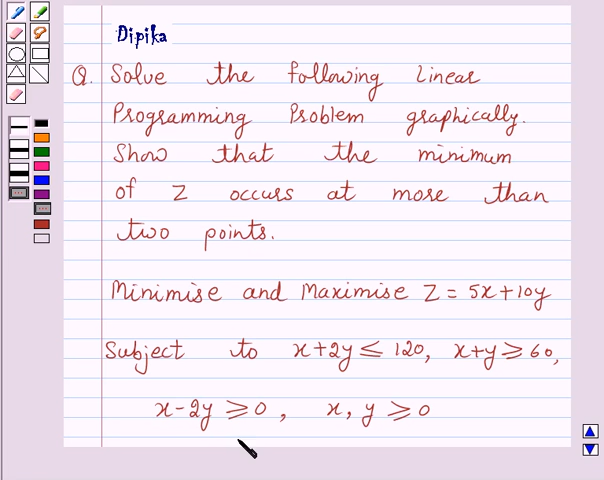 Dipika
Q. Solve the following linear
Programming Problem graphically.
Show that the minimum
of Z occurs at more than
two points.
Minimise and Maximise Z = 5x+10y
Subject to x+2y ≤ 120, x+y ≥ 60,
x-2y ≥ 0, x, y ≥ 0